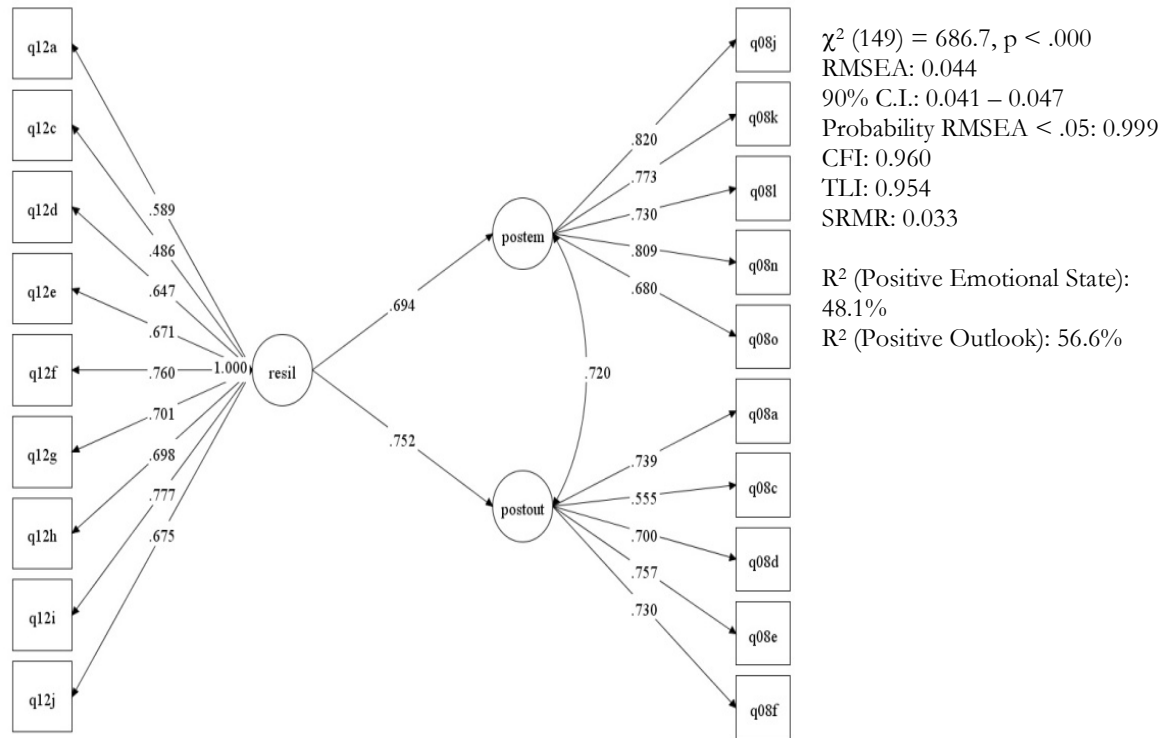 q12a
q12c
q12d
q12e
q12f
q12g
q12h
q12i
q12j
.589
.486
.647
.671
.760
.701
.698
.777
.675
1.000
resil
.694
.752
postem
postout
.720
.820
.773
.730
.809
.680
.739
.555
.700
.757
.730
q08j
q08k
q08l
q08n
q08o
q08a
q08c
q08d
q08e
q08f
χ² (149) = 686.7, p < .000
RMSEA: 0.044
90% C.I.: 0.041 – 0.047
Probability RMSEA < .05: 0.999
CFI: 0.960
TLI: 0.954
SRMR: 0.033
R² (Positive Emotional State):
48.1%
R² (Positive Outlook): 56.6%